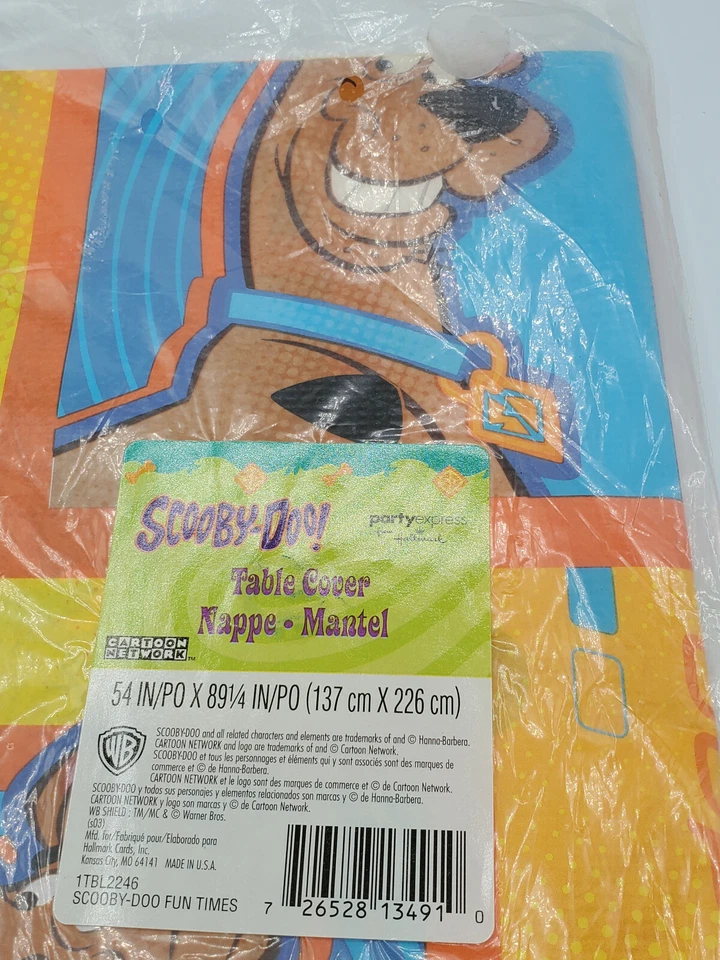 SCOOBY-DOO!
partyexpress
from Hallmark
Table Cover
Nappe • Mantel
CARTOON
NETWORK™
54 IN/PO X 89¼ IN/PO (137 cm X 226 cm)
WB
SCOOBY-DOO and all related characters and elements are trademarks of and © Hanna-Barbera.
CARTOON NETWORK and logo are trademarks of and © Cartoon Network.
SCOOBY-DOO et tous les personnages et éléments qui y sont associés sont des marques de
commerce et © de Hanna-Barbera.
CARTOON NETWORK et le logo sont des marques de commerce et © de Cartoon Network.
SCOOBY-DOO y todos sus personajes y elementos relacionados son marcas y © de Hanna-Barbera.
CARTOON NETWORK y logo son marcas y © de Cartoon Network.
WB SHIELD: TM/MC & © Warner Bros.
(s03)
Mfd. for/Fabriqué pour/Elaborado para
Hallmark Cards, Inc.
Kansas City, MO 64141 MADE IN U.S.A.
1TBL2246
SCOOBY-DOO FUN TIMES
7 26528 13491 0